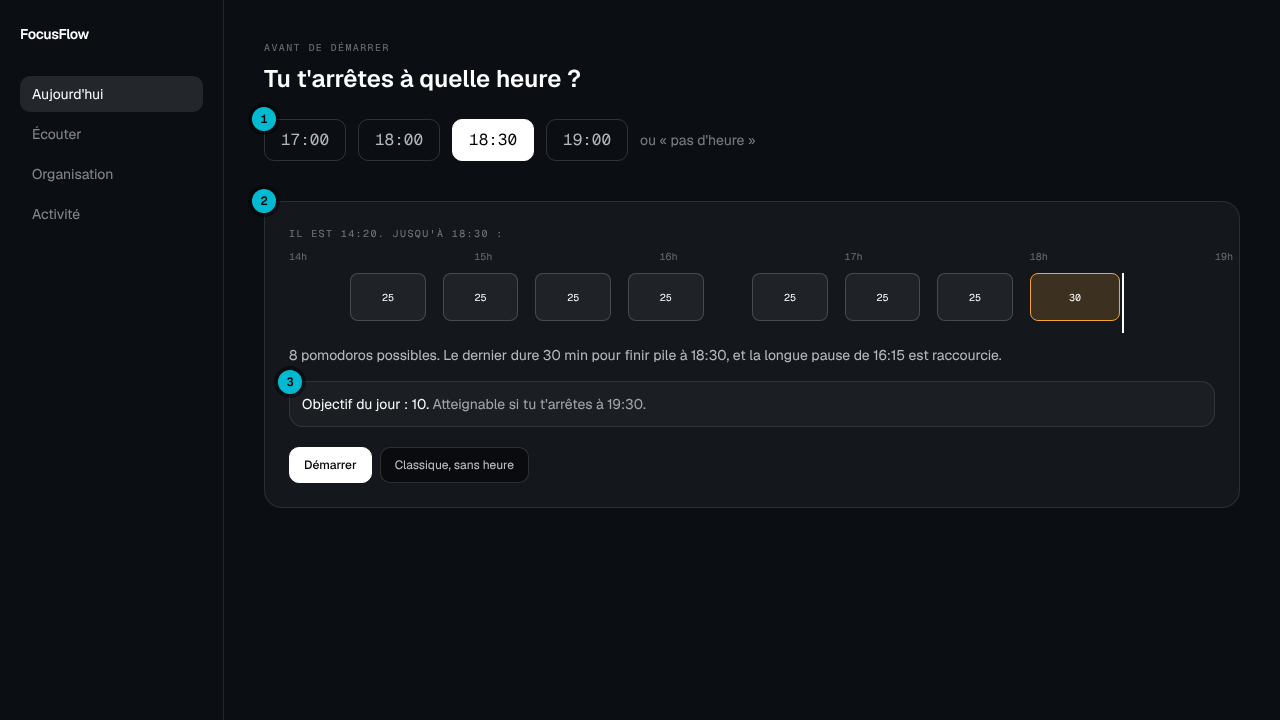 FocusFlow
Aujourd'hui
Écouter
Organisation
Activité
AVANT DE DÉMARRER
Tu t'arrêtes à quelle heure ?
1
17:00 18:00 18:30 19:00 ou « pas d'heure »
2
IL EST 14:20. JUSQU'À 18:30 :
14h 15h 16h 17h 18h 19h
25 25 25 25 25 25 25 30
8 pomodoros possibles. Le dernier dure 30 min pour finir pile à 18:30, et la longue pause de 16:15 est raccourcie.
3
Objectif du jour : 10. Atteignable si tu t'arrêtes à 19:30.
Démarrer Classique, sans heure